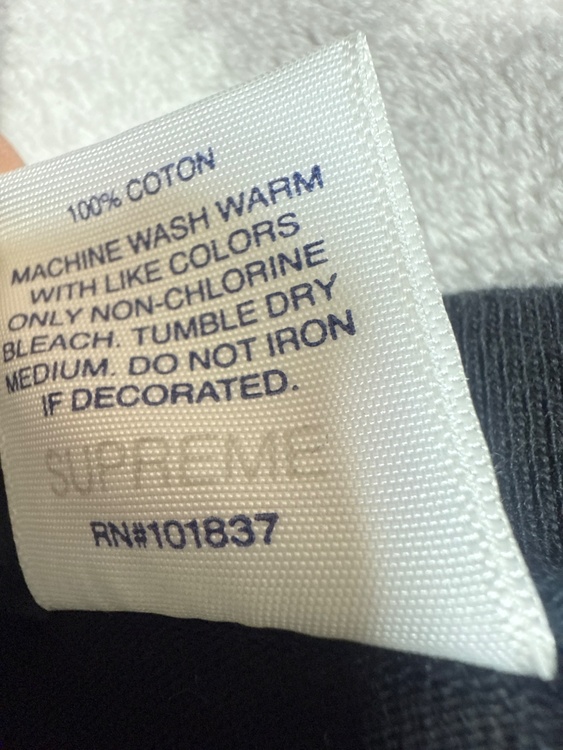 100% COTON
MACHINE WASH WARM
WITH LIKE COLORS
ONLY NON-CHLORINE
BLEACH. TUMBLE DRY
MEDIUM. DO NOT IRON
IF DECORATED.
SUPREME
RN#101837